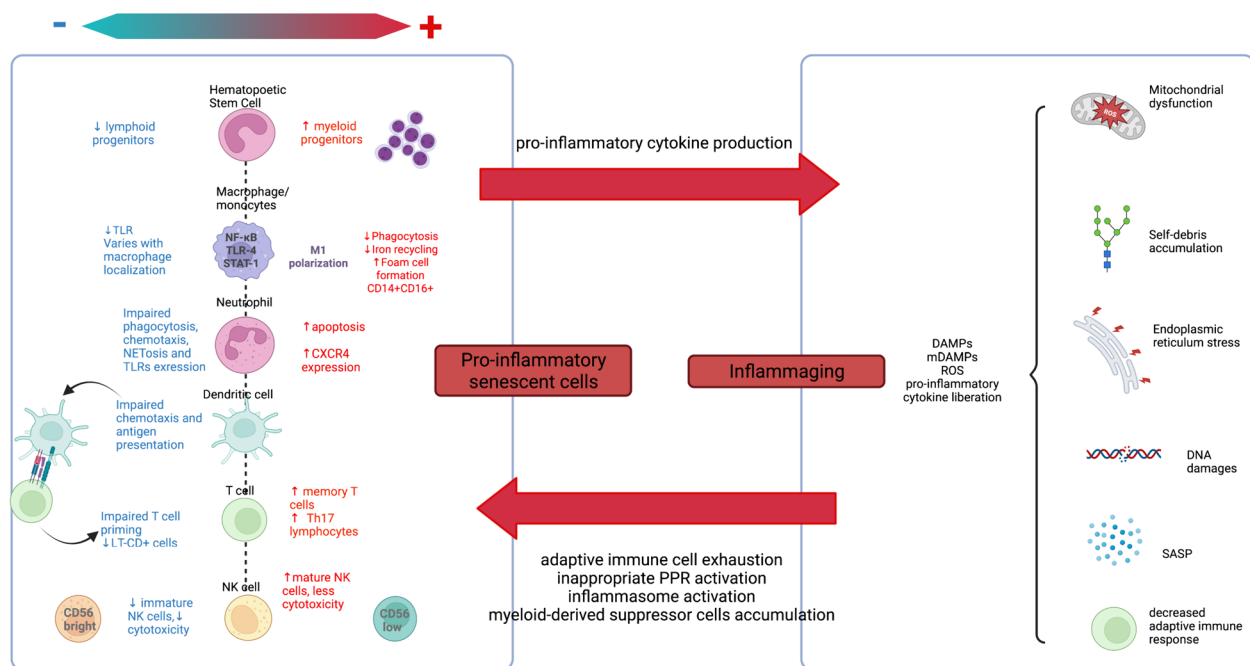 -
+
Hematopoetic
Stem Cell
↓ lymphoid
progenitors
↑ myeloid
progenitors
Macrophage/
monocytes
↓TLR
Varies with
macrophage
localization
NF-κB
TLR-4
STAT-1
M1
polarization
↓Phagocytosis
↓Iron recycling
↑Foam cell
formation
CD14+CD16+
Neutrophil
Impaired
phagocytosis,
chemotaxis,
NETosis and
TLRs exression
↑apoptosis
↑CXCR4
expression
Dendritic cell
Impaired
chemotaxis and
antigen
presentation
T cell
↑ memory T
cells
↑ Th17
lymphocytes
Impaired T cell
priming
↓LT-CD+ cells
NK cell
↑mature NK
cells, less
cytotoxicity
CD56
bright
↓ immature
NK cells,↓
cytotoxicity
CD56
low
pro-inflammatory cytokine production
Pro-inflammatory
senescent cells
Inflammaging
adaptive immune cell exhaustion
inappropriate PPR activation
inflammasome activation
myeloid-derived suppressor cells accumulation
DAMPs
mDAMPs
ROS
pro-inflammatory
cytokine liberation
ROS
Mitochondrial
dysfunction
Self-debris
accumulation
Endoplasmic
reticulum stress
DNA
damages
SASP
decreased
adaptive immune
response